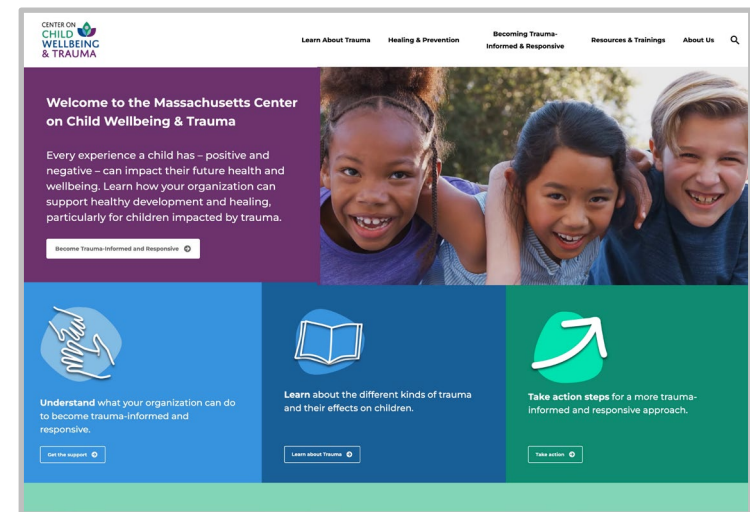 CENTER ON
CHILD
WELLBEING
& TRAUMA
Learn About Trauma
Healing & Prevention
Becoming Trauma-
Informed & Responsive
Resources & Trainings
About Us
Welcome to the Massachusetts Center
on Child Wellbeing & Trauma
Every experience a child has – positive and
negative – can impact their future health and
wellbeing. Learn how your organization can
support healthy development and healing,
particularly for children impacted by trauma.
Become Trauma-Informed and Responsive
Understand what your organization can do
to become trauma-informed and
responsive.
Get the support
Learn about the different kinds of trauma
and their effects on children.
Learn about Trauma
Take action steps for a more trauma-
informed and responsive approach.
Take action